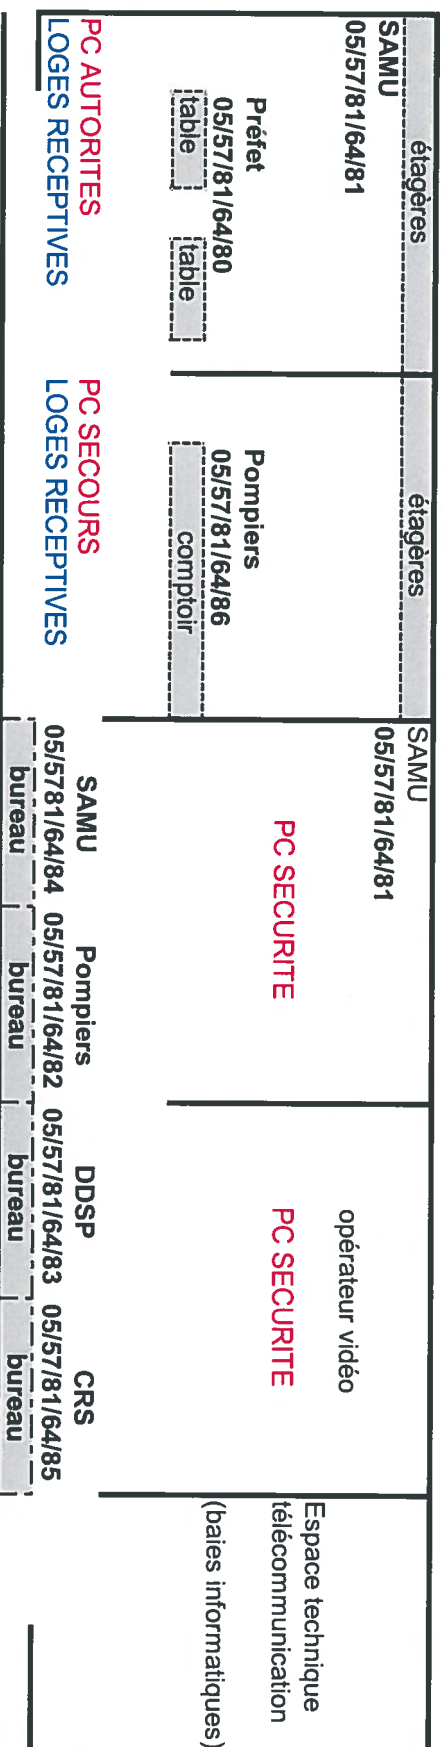 étagères
SAMU
05/57/81/64/81
Préfet
05/57/81/64/80
table
table
PC AUTORITES
LOGES RECEPTIVES
étagères
Pompiers
05/57/81/64/86
comptoir
PC SECOURS
LOGES RECEPTIVES
SAMU
05/57/81/64/81
PC SECURITE
opérateur vidéo
PC SECURITE
SAMU
05/5781/64/84
bureau
Pompiers
05/57/81/64/82
bureau
DDSP
05/57/81/64/83
bureau
CRS
05/57/81/64/85
bureau
Espace technique
télécommunication
(baies informatiques)